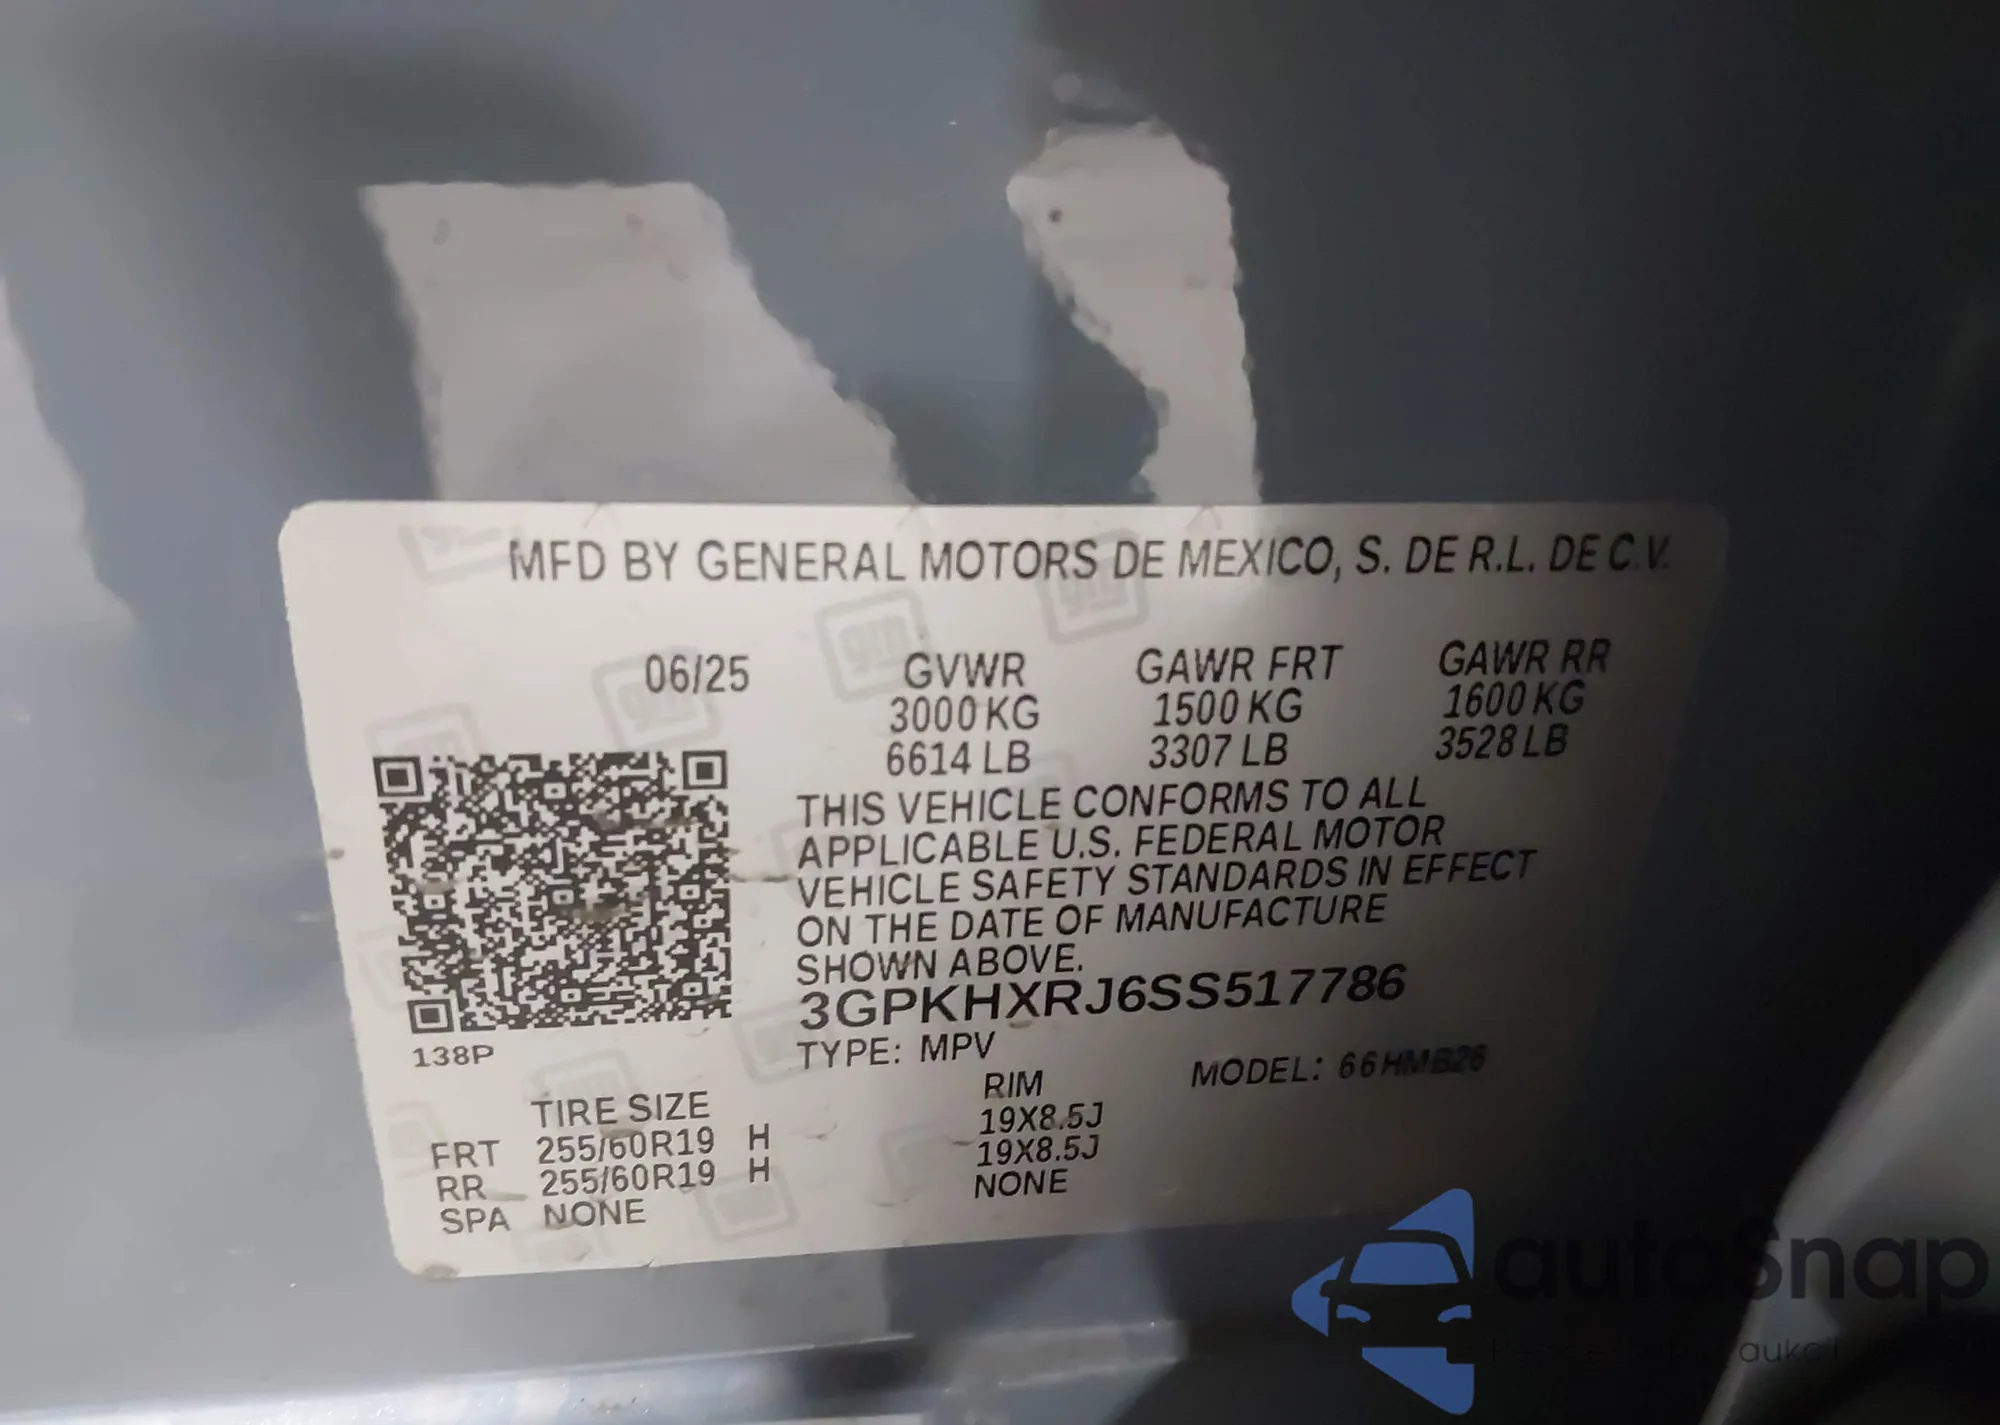 MFD BY GENERAL MOTORS DE MEXICO, S. DE R.L. DE C.V.
06/25
GVWR GAWR FRT GAWR RR
3000 KG 1500 KG 1600 KG
6614 LB 3307 LB 3528 LB
THIS VEHICLE CONFORMS TO ALL
APPLICABLE U.S. FEDERAL MOTOR
VEHICLE SAFETY STANDARDS IN EFFECT
ON THE DATE OF MANUFACTURE
SHOWN ABOVE.
3GPKHXRJ6SS517786
138P
TYPE: MPV MODEL: 66HMB26
TIRE SIZE RIM
FRT 255/60R19 H 19X8.5J
RR 255/60R19 H 19X8.5J
SPA NONE NONE
autoSnap